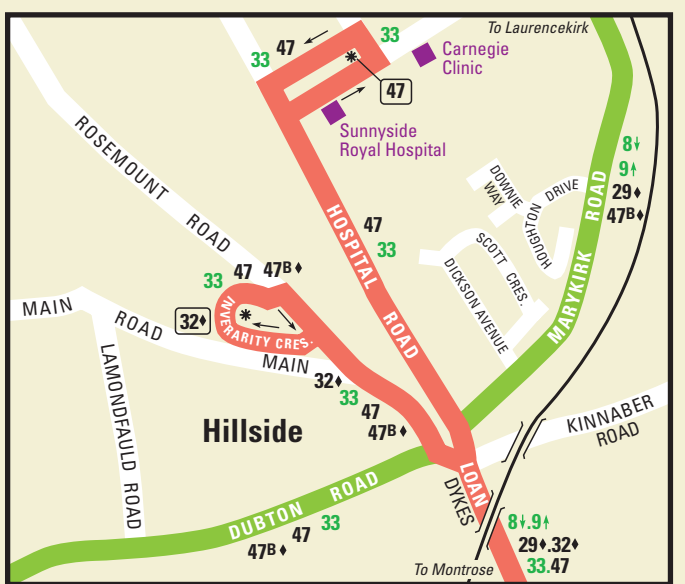 To Laurencekirk
47
33
33
Carnegie
Clinic
47
Sunnyside
Royal Hospital
ROSEMOUNT ROAD
8↓
9↑
29♦
47B♦
DOWNIE
WAY
HOUGHTON DRIVE
SCOTT CRES.
DICKSON AVENUE
MARYKIRK ROAD
HOSPITAL ROAD
47
33
33 47 47B♦
MAIN ROAD
32♦
INVERARITY CRES.
MAIN
LAMONDFAULD ROAD
32♦
33
47
47B♦
Hillside
KINNABER
ROAD
LOAN
DYKES
DUBTON ROAD
47B♦ 47 33
8↓.9↑
29♦.32♦
33.47
To Montrose